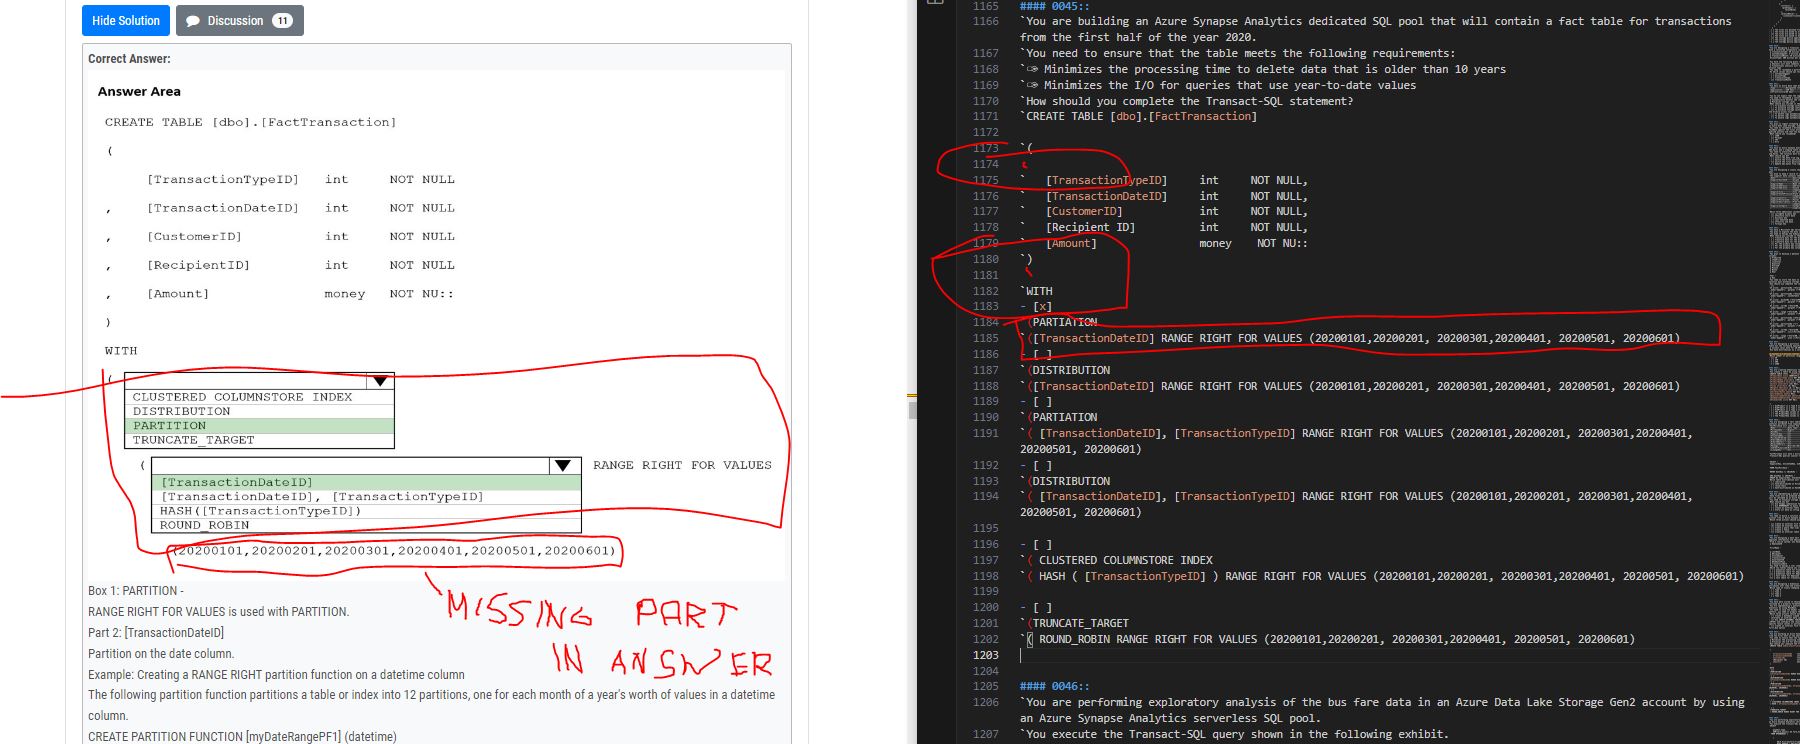 Hide Solution
Discussion 11
Correct Answer:
Answer Area
CREATE TABLE [dbo].[FactTransaction]
(
[TransactionTypeID] int NOT NULL
, [TransactionDateID] int NOT NULL
, [CustomerID] int NOT NULL
, [RecipientID] int NOT NULL
, [Amount] money NOT NU::
)
WITH
(
CLUSTERED COLUMNSTORE INDEX
DISTRIBUTION
PARTITION
TRUNCATE_TARGET
( RANGE RIGHT FOR VALUES
[TransactionDateID]
[TransactionDateID], [TransactionTypeID]
HASH([TransactionTypeID])
ROUND_ROBIN
(20200101,20200201,20200301,20200401,20200501,20200601)
MISSING PART
IN ANSWER
Box 1: PARTITION -
RANGE RIGHT FOR VALUES is used with PARTITION.
Part 2: [TransactionDateID]
Partition on the date column.
Example: Creating a RANGE RIGHT partition function on a datetime column
The following partition function partitions a table or index into 12 partitions, one for each month of a year's worth of values in a datetime
column.
CREATE PARTITION FUNCTION [myDateRangePF1] (datetime)
1165 #### 0045::
1166 `You are building an Azure Synapse Analytics dedicated SQL pool that will contain a fact table for transactions
from the first half of the year 2020.
1167 `You need to ensure that the table meets the following requirements:
1168 `☞ Minimizes the processing time to delete data that is older than 10 years
1169 `☞ Minimizes the I/O for queries that use year-to-date values
1170 `How should you complete the Transact-SQL statement?
1171 `CREATE TABLE [dbo].[FactTransaction]
1172
1173 `(
1174
1175 ` [TransactionTypeID] int NOT NULL,
1176 ` [TransactionDateID] int NOT NULL,
1177 ` [CustomerID] int NOT NULL,
1178 ` [Recipient ID] int NOT NULL,
1179 ` [Amount] money NOT NU::
1180 `)
1181
1182 `WITH
1183 - [x]
1184 `(PARTIATION
1185 `([TransactionDateID] RANGE RIGHT FOR VALUES (20200101,20200201, 20200301,20200401, 20200501, 20200601)
1186 - [ ]
1187 `(DISTRIBUTION
1188 `([TransactionDateID] RANGE RIGHT FOR VALUES (20200101,20200201, 20200301,20200401, 20200501, 20200601)
1189 - [ ]
1190 `(PARTIATION
1191 `( [TransactionDateID], [TransactionTypeID] RANGE RIGHT FOR VALUES (20200101,20200201, 20200301,20200401,
20200501, 20200601)
1192 - [ ]
1193 `(DISTRIBUTION
1194 `( [TransactionDateID], [TransactionTypeID] RANGE RIGHT FOR VALUES (20200101,20200201, 20200301,20200401,
20200501, 20200601)
1195
1196 - [ ]
1197 `( CLUSTERED COLUMNSTORE INDEX
1198 `( HASH ( [TransactionTypeID] ) RANGE RIGHT FOR VALUES (20200101,20200201, 20200301,20200401, 20200501, 20200601)
1199
1200 - [ ]
1201 `(TRUNCATE_TARGET
1202 `( ROUND_ROBIN RANGE RIGHT FOR VALUES (20200101,20200201, 20200301,20200401, 20200501, 20200601)
1203
1204
1205 #### 0046::
1206 `You are performing exploratory analysis of the bus fare data in an Azure Data Lake Storage Gen2 account by using
an Azure Synapse Analytics serverless SQL pool.
1207 `You execute the Transact-SQL query shown in the following exhibit.